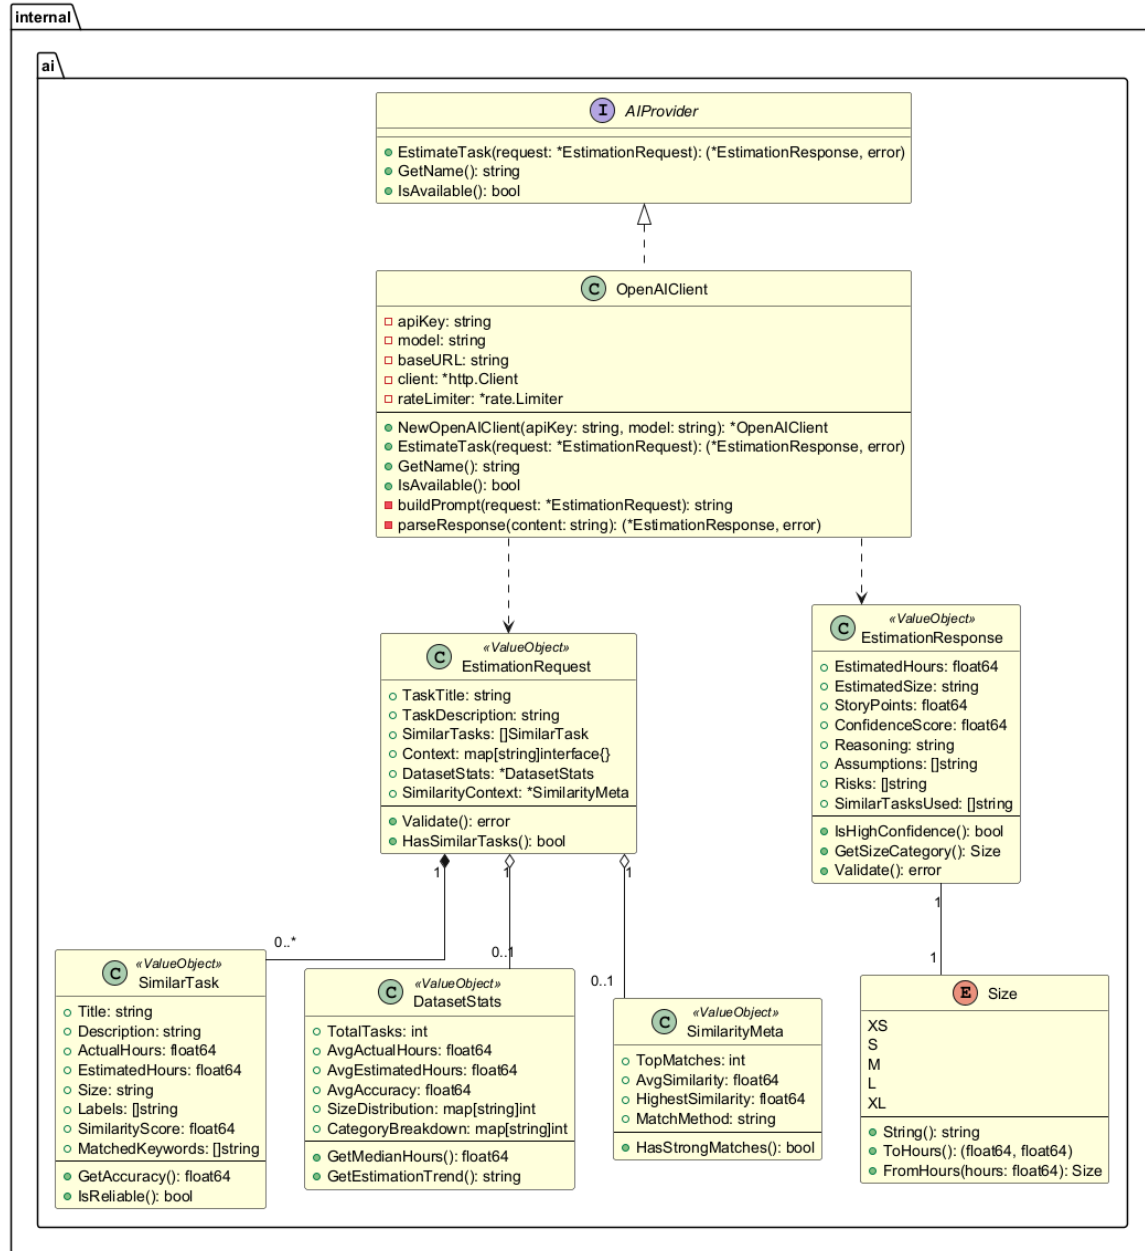 internal
ai
I AIProvider
EstimateTask(request: *EstimationRequest): (*EstimationResponse, error)
GetName(): string
IsAvailable(): bool
C OpenAIClient
apiKey: string
model: string
baseURL: string
client: *http.Client
rateLimiter: *rate.Limiter
NewOpenAIClient(apiKey: string, model: string): *OpenAIClient
EstimateTask(request: *EstimationRequest): (*EstimationResponse, error)
GetName(): string
IsAvailable(): bool
buildPrompt(request: *EstimationRequest): string
parseResponse(content: string): (*EstimationResponse, error)
C «ValueObject»
EstimationRequest
TaskTitle: string
TaskDescription: string
SimilarTasks: []SimilarTask
Context: map[string]interface{}
DatasetStats: *DatasetStats
SimilarityContext: *SimilarityMeta
Validate(): error
HasSimilarTasks(): bool
C «ValueObject»
EstimationResponse
EstimatedHours: float64
EstimatedSize: string
StoryPoints: float64
ConfidenceScore: float64
Reasoning: string
Assumptions: []string
Risks: []string
SimilarTasksUsed: []string
IsHighConfidence(): bool
GetSizeCategory(): Size
Validate(): error
1
1
1
1
0..*
0..1
0..1
1
C «ValueObject»
SimilarTask
Title: string
Description: string
ActualHours: float64
EstimatedHours: float64
Size: string
Labels: []string
SimilarityScore: float64
MatchedKeywords: []string
GetAccuracy(): float64
IsReliable(): bool
C «ValueObject»
DatasetStats
TotalTasks: int
AvgActualHours: float64
AvgEstimatedHours: float64
AvgAccuracy: float64
SizeDistribution: map[string]int
CategoryBreakdown: map[string]int
GetMedianHours(): float64
GetEstimationTrend(): string
C «ValueObject»
SimilarityMeta
TopMatches: int
AvgSimilarity: float64
HighestSimilarity: float64
MatchMethod: string
HasStrongMatches(): bool
E Size
XS
S
M
L
XL
String(): string
ToHours(): (float64, float64)
FromHours(hours: float64): Size